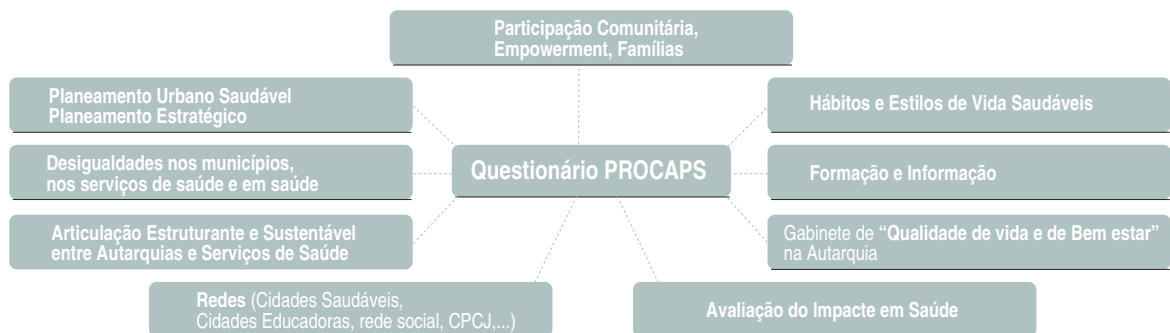 Participação Comunitária,
Empowerment, Famílias
Planeamento Urbano Saudável
Planeamento Estratégico
Hábitos e Estilos de Vida Saudáveis
Desigualdades nos municípios,
nos serviços de saúde e em saúde
Questionário PROCAPS
Formação e Informação
Articulação Estruturante e Sustentável
entre Autarquias e Serviços de Saúde
Gabinete de “Qualidade de vida e de Bem estar”
na Autarquia
Redes (Cidades Saudáveis,
Cidades Educadoras, rede social, CPCJ,...)
Avaliação do Impacte em Saúde